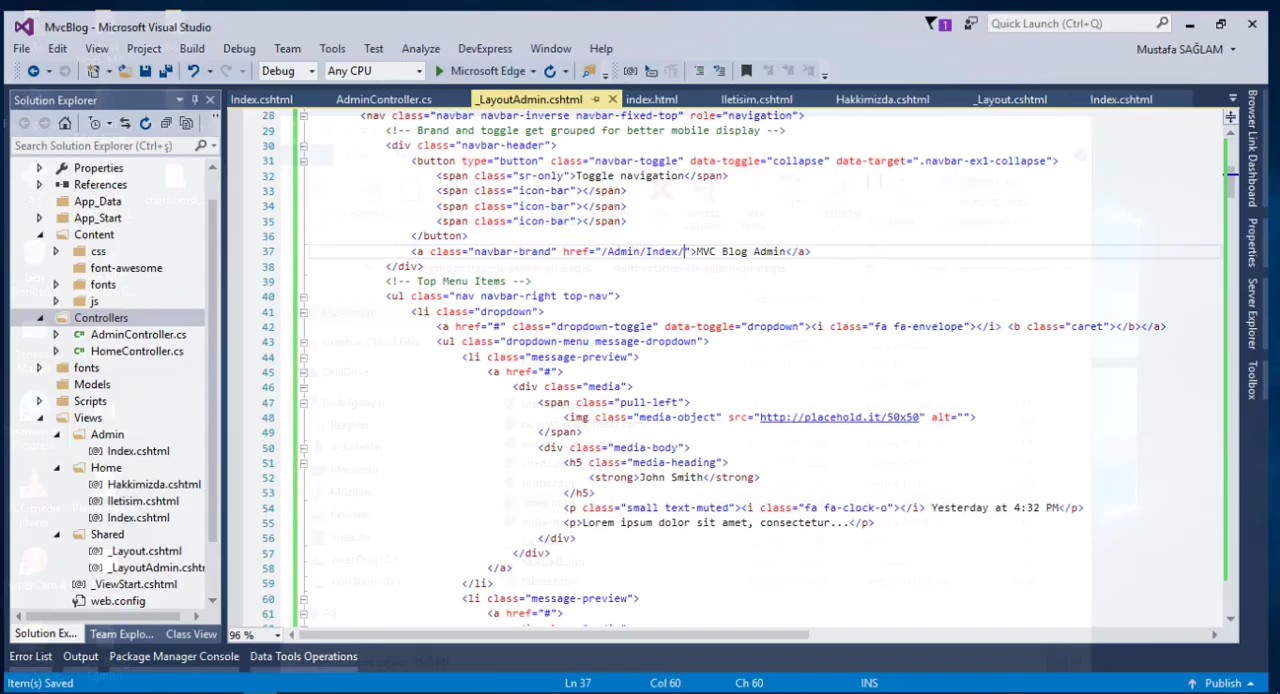 MvcBlog - Microsoft Visual Studio
1
Quick Launch (Ctrl+Q)
File Edit View Project Build Debug Team Tools Test Analyze DevExpress Window Help
Mustafa SAĞLAM
Debug Any CPU Microsoft Edge
Solution Explorer
Index.cshtml AdminController.cs _LayoutAdmin.cshtml index.html Iletisim.cshtml Hakkimizda.cshtml _Layout.cshtml Index.cshtml
Search Solution Explorer (Ctrl+ş)
Properties
References
App_Data
App_Start
Content
css
font-awesome
fonts
js
Controllers
AdminController.cs
HomeController.cs
fonts
Models
Scripts
Views
Admin
Index.cshtml
Home
Hakkimizda.cshtml
Iletisim.cshtml
Index.cshtml
Shared
_Layout.cshtml
_LayoutAdmin.cshtr
_ViewStart.cshtml
web.config
Solution Ex... Team Explo... Class View
28 <nav class="navbar navbar-inverse navbar-fixed-top" role="navigation">
29 <!-- Brand and toggle get grouped for better mobile display -->
30 <div class="navbar-header">
31 <button type="button" class="navbar-toggle" data-toggle="collapse" data-target=".navbar-ex1-collapse">
32 <span class="sr-only">Toggle navigation</span>
33 <span class="icon-bar"></span>
34 <span class="icon-bar"></span>
35 <span class="icon-bar"></span>
36 </button>
37 <a class="navbar-brand" href="/Admin/Index/">MVC Blog Admin</a>
38 </div>
39 <!-- Top Menu Items -->
40 <ul class="nav navbar-right top-nav">
41 <li class="dropdown">
42 <a href="#" class="dropdown-toggle" data-toggle="dropdown"><i class="fa fa-envelope"></i> <b class="caret"></b></a>
43 <ul class="dropdown-menu message-dropdown">
44 <li class="message-preview">
45 <a href="#">
46 <div class="media">
47 <span class="pull-left">
48 <img class="media-object" src="http://placehold.it/50x50" alt="">
49 </span>
50 <div class="media-body">
51 <h5 class="media-heading">
52 <strong>John Smith</strong>
53 </h5>
54 <p class="small text-muted"><i class="fa fa-clock-o"></i> Yesterday at 4:32 PM</p>
55 <p>Lorem ipsum dolor sit amet, consectetur...</p>
56 </div>
57 </div>
58 </a>
59 </li>
60 <li class="message-preview">
61 <a href="#">
96 %
Browser Link Dashboard
Properties
Server Explorer
Toolbox
Error List Output Package Manager Console Data Tools Operations
Item(s) Saved Ln 37 Col 60 Ch 60 INS Publish